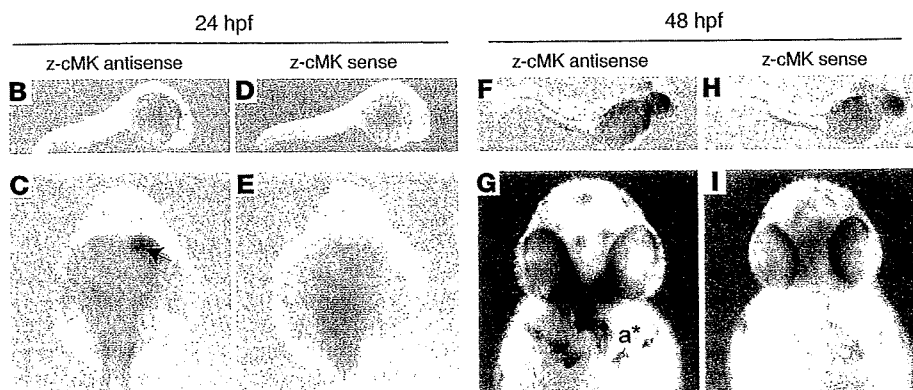 24 hpf
48 hpf
z-cMK antisense
z-cMK sense
z-cMK antisense
z-cMK sense
B
D
F
H
C
E
G
I
a*